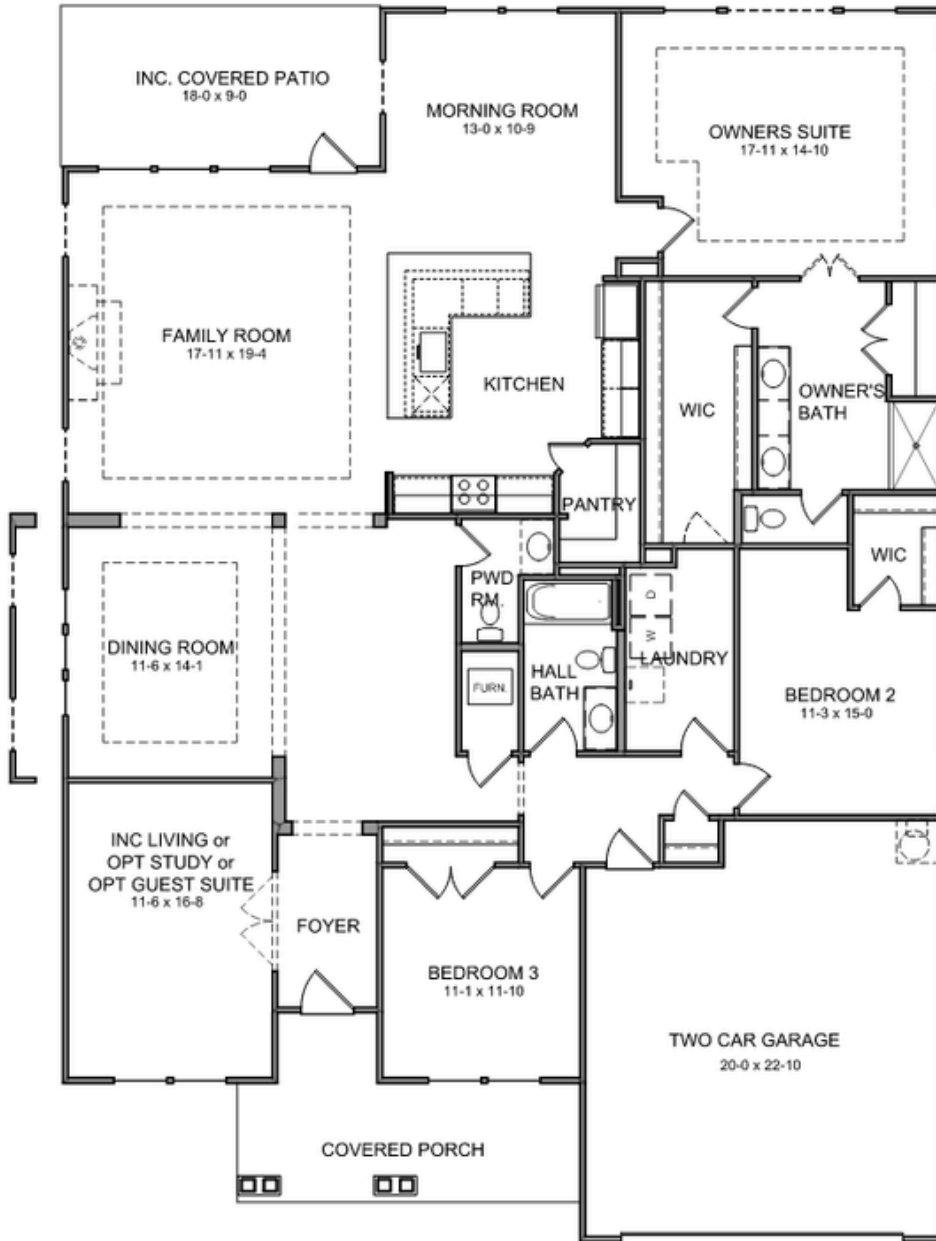 INC. COVERED PATIO
18-0 x 9-0
MORNING ROOM
13-0 x 10-9
OWNERS SUITE
17-11 x 14-10
FAMILY ROOM
17-11 x 19-4
KITCHEN
WIC
OWNER'S
BATH
PANTRY
PWD
RM.
WIC
D
W
LAUNDRY
DINING ROOM
11-6 x 14-1
FURN.
HALL
BATH
BEDROOM 2
11-3 x 15-0
INC LIVING or
OPT STUDY or
OPT GUEST SUITE
11-6 x 16-8
FOYER
BEDROOM 3
11-1 x 11-10
TWO CAR GARAGE
20-0 x 22-10
COVERED PORCH